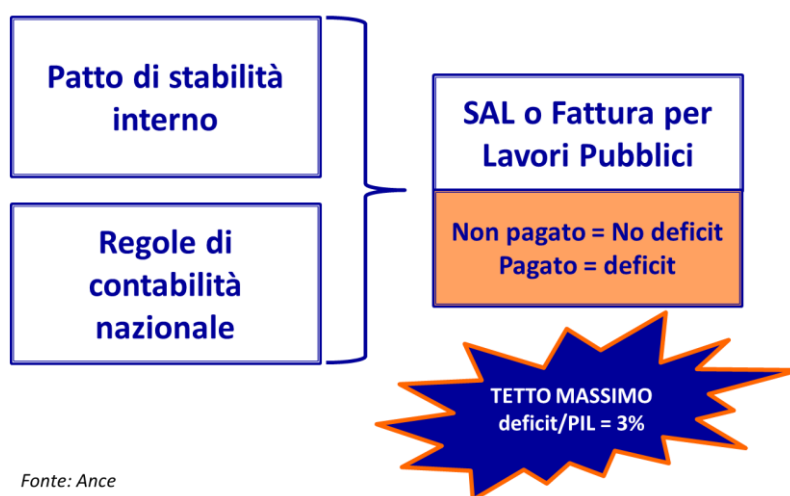 Patto di stabilità
interno
Regole di
contabilità
nazionale
SAL o Fattura per
Lavori Pubblici
Non pagato = No deficit
Pagato = deficit
TETTO MASSIMO
deficit/PIL = 3%
Fonte: Ance